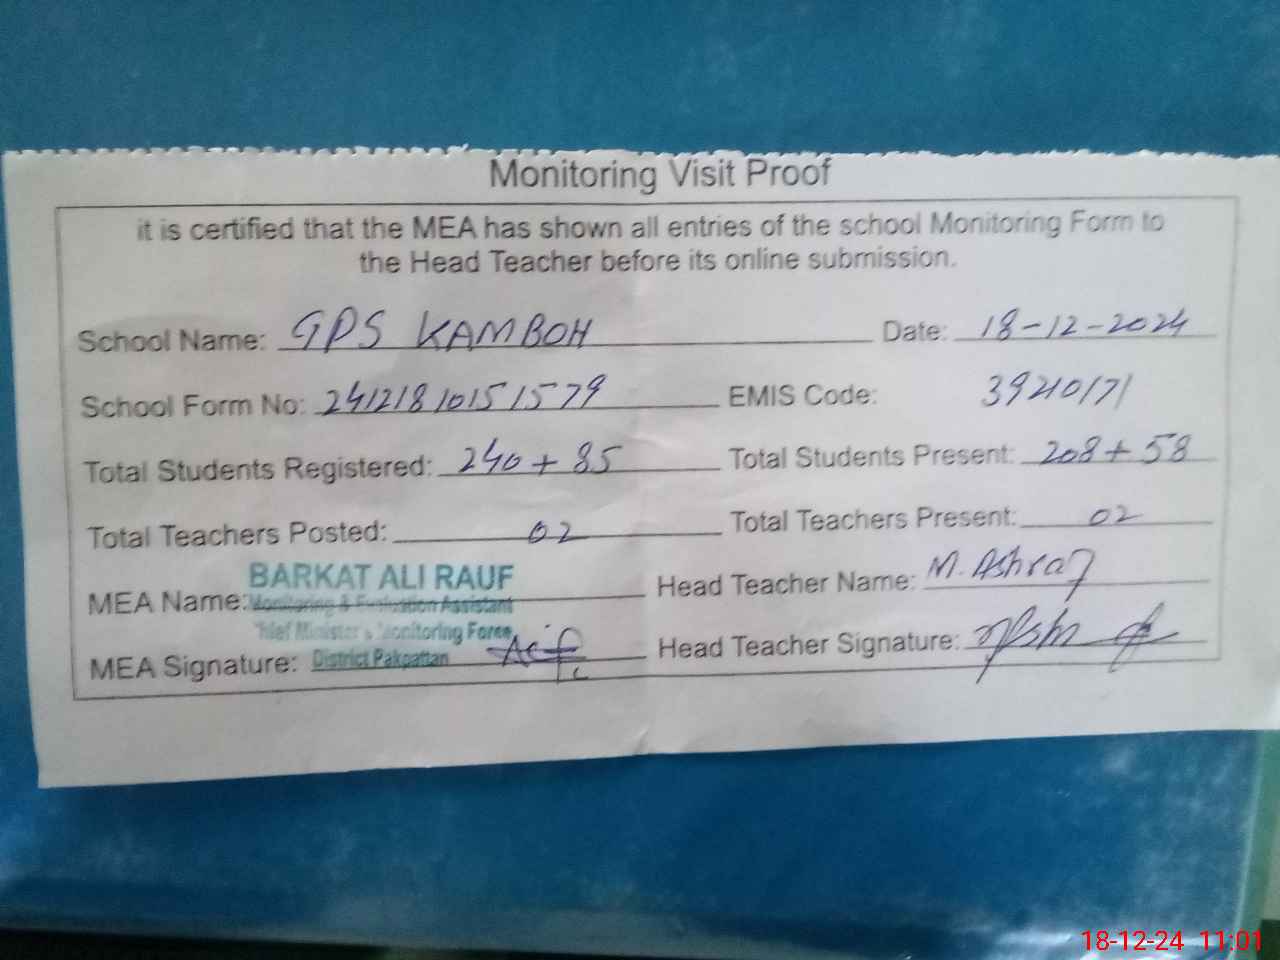 Monitoring Visit Proof
it is certified that the MEA has shown all entries of the school Monitoring Form to
the Head Teacher before its online submission.
School Name: GPS KAMBOH Date: 18-12-2024
School Form No: 24121810151579 EMIS Code: 39210171
Total Students Registered: 240 + 85 Total Students Present: 208 + 58
Total Teachers Posted: 02 Total Teachers Present: 02
BARKAT ALI RAUF
MEA Name: Head Teacher Name: M. Ashraf
Monitoring & Evaluation Assistant
Chief Minister's Monitoring Force
MEA Signature: District Pakpattan Head Teacher Signature:
18-12-24 11:01